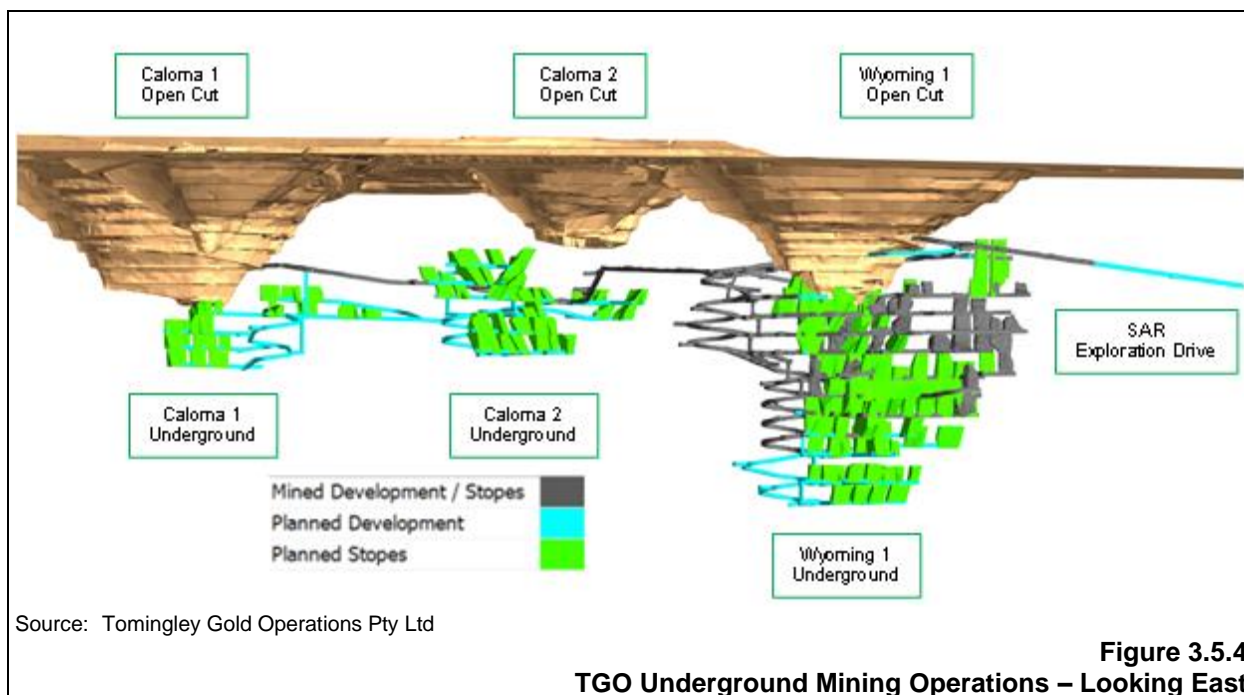 Caloma 1
Open Cut
Caloma 2
Open Cut
Wyoming 1
Open Cut
SAR
Exploration Drive
Caloma 1
Underground
Caloma 2
Underground
Mined Development / Stopes
Planned Development
Planned Stopes
Wyoming 1
Underground
Source: Tomingley Gold Operations Pty Ltd
Figure 3.5.4
TGO Underground Mining Operations – Looking East